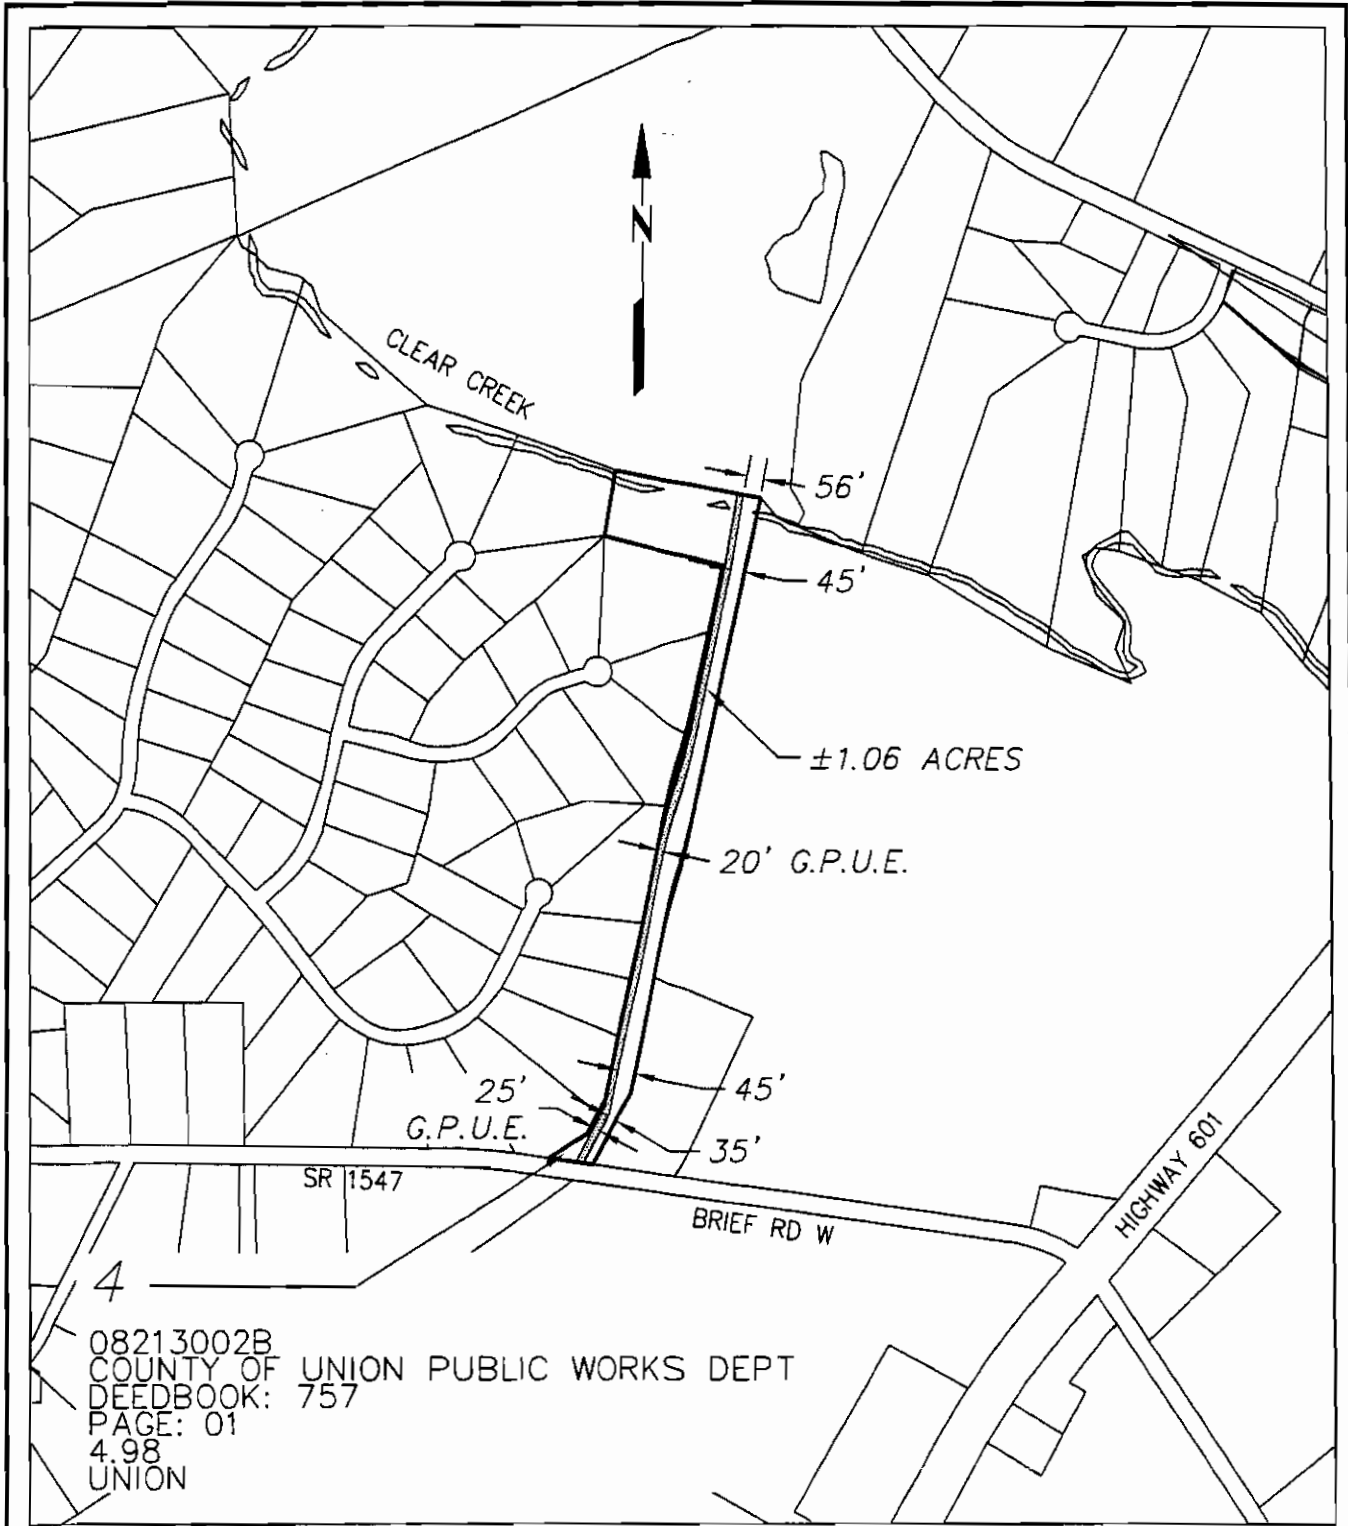 N
CLEAR CREEK
56'
45'
±1.06 ACRES
20' G.P.U.E.
25'
G.P.U.E.
45'
35'
SR 1547
BRIEF RD W
HIGHWAY 601
4
08213002B
COUNTY OF UNION PUBLIC WORKS DEPT
DEEDBOOK: 757
PAGE: 01
4.98
UNION